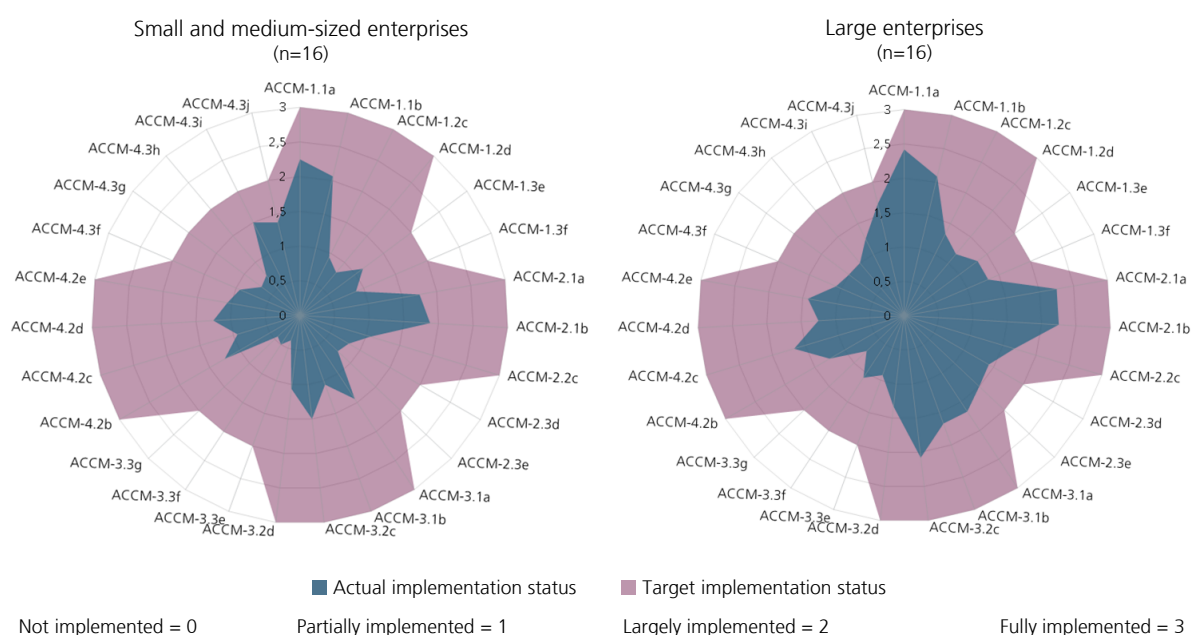 Small and medium-sized enterprises
(n=16)
ACCM-1.1a
ACCM-1.1b
ACCM-1.2c
ACCM-1.2d
ACCM-1.3e
ACCM-1.3f
ACCM-2.1a
ACCM-2.1b
ACCM-2.2c
ACCM-2.3d
ACCM-2.3e
ACCM-3.1a
ACCM-3.1b
ACCM-3.2c
ACCM-3.2d
ACCM-3.3e
ACCM-3.3f
ACCM-3.3g
ACCM-4.2b
ACCM-4.2c
ACCM-4.2d
ACCM-4.2e
ACCM-4.3f
ACCM-4.3g
ACCM-4.3h
ACCM-4.3i
ACCM-4.3j
3
2,5
2
1,5
1
0,5
0
Large enterprises
(n=16)
ACCM-1.1a
ACCM-1.1b
ACCM-1.2c
ACCM-1.2d
ACCM-1.3e
ACCM-1.3f
ACCM-2.1a
ACCM-2.1b
ACCM-2.2c
ACCM-2.3d
ACCM-2.3e
ACCM-3.1a
ACCM-3.1b
ACCM-3.2c
ACCM-3.2d
ACCM-3.3e
ACCM-3.3f
ACCM-3.3g
ACCM-4.2b
ACCM-4.2c
ACCM-4.2d
ACCM-4.2e
ACCM-4.3f
ACCM-4.3g
ACCM-4.3h
ACCM-4.3i
ACCM-4.3j
3
2,5
2
1,5
1
0,5
0
Actual implementation status
Target implementation status
Not implemented = 0
Partially implemented = 1
Largely implemented = 2
Fully implemented = 3